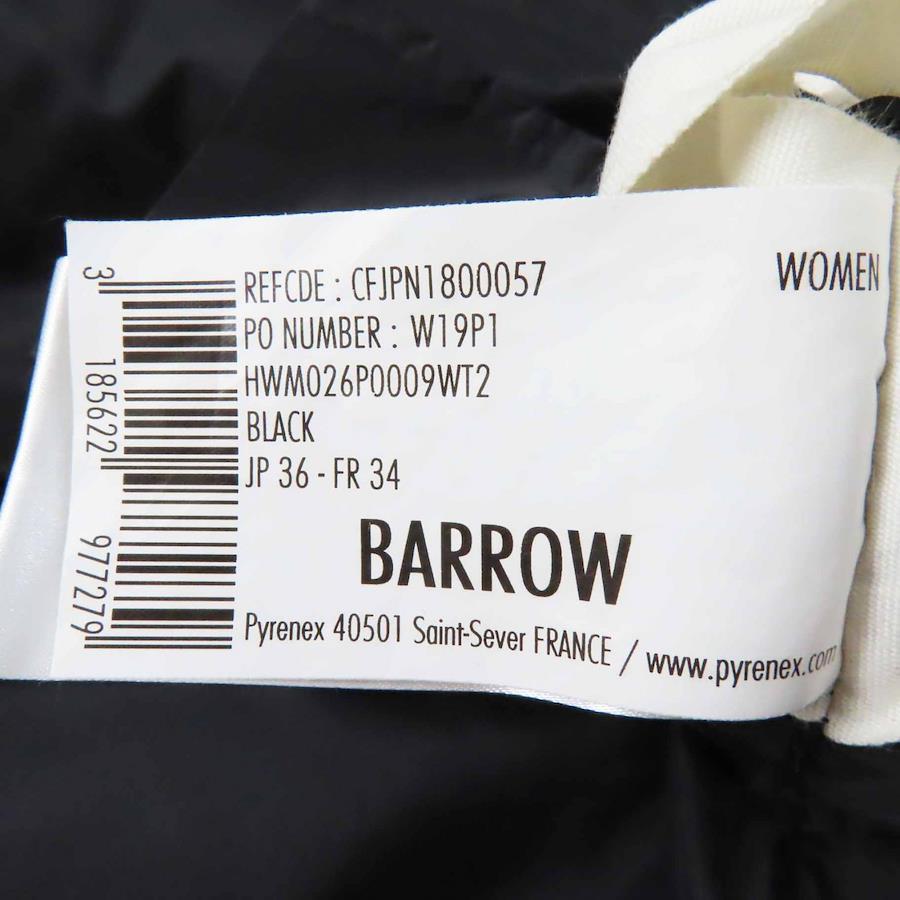 REFCDE : CFJPN1800057
WOMEN
PO NUMBER : W19P1
HWM026P0009WT2
BLACK
JP 36 - FR 34
BARROW
Pyrenex 40501 Saint-Sever FRANCE / www.pyrenex.com
3 185622 977279